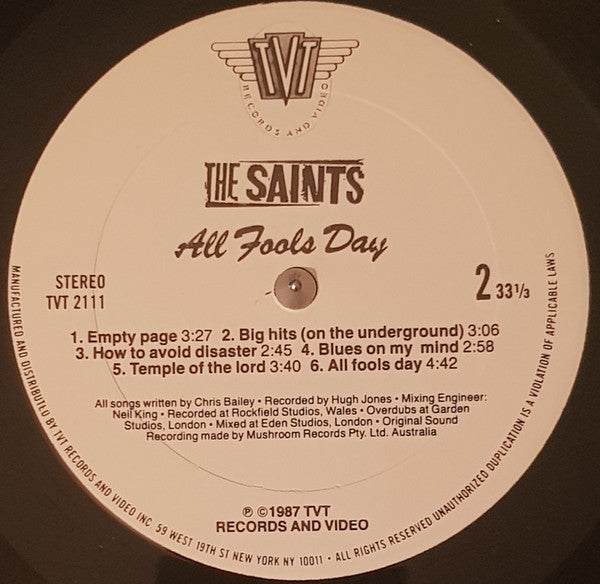 TVT
RECORDS AND VIDEO
THE SAINTS
All Fools Day
STEREO
TVT 2111
2 33 1/3
1. Empty page 3:27 2. Big hits (on the underground) 3:06
3. How to avoid disaster 2:45 4. Blues on my mind 2:58
5. Temple of the lord 3:40 6. All fools day 4:42
All songs written by Chris Bailey • Recorded by Hugh Jones • Mixing Engineer:
Neil King • Recorded at Rockfield Studios, Wales • Overdubs at Garden
Studios, London • Mixed at Eden Studios, London • Original Sound
Recording made by Mushroom Records Pty. Ltd. Australia
℗ ©1987 TVT
RECORDS AND VIDEO
MANUFACTURED AND DISTRIBUTED BY TVT RECORDS AND VIDEO INC 59 WEST 19TH ST NEW YORK NY 10011 • ALL RIGHTS RESERVED UNAUTHORIZED DUPLICATION IS A VIOLATION OF APPLICABLE LAWS